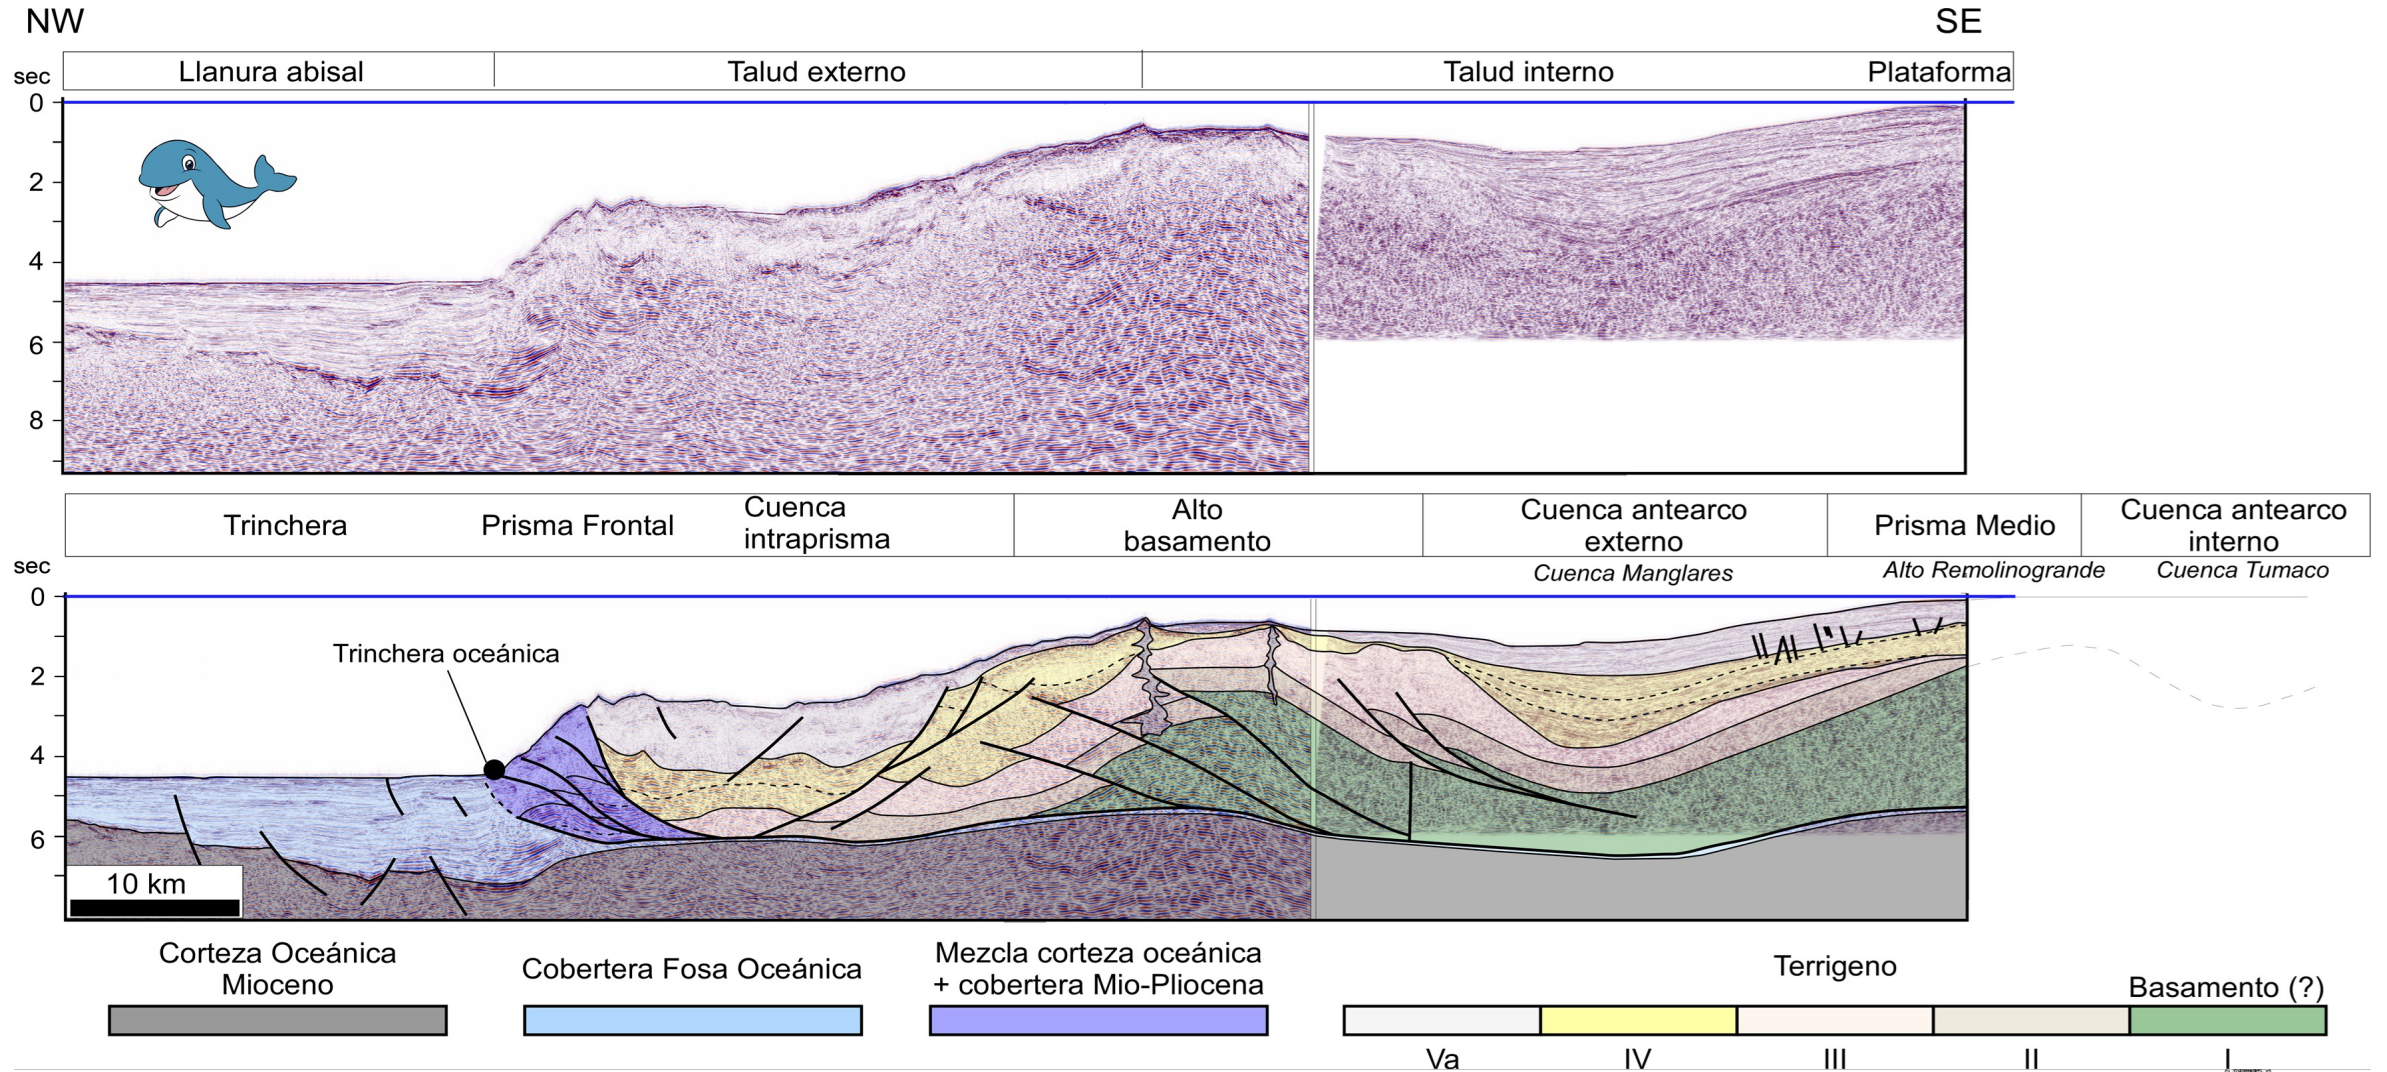 NW
SE
Llanura abisal
Talud externo
Talud interno
Plataforma
sec
0
2
4
6
8
Trinchera
Prisma Frontal
Cuenca
intraprisma
Alto
basamento
Cuenca antearco
externo
Prisma Medio
Cuenca antearco
interno
sec
Cuenca Manglares
Alto Remolinogrande
Cuenca Tumaco
0
2
4
6
Trinchera oceánica
10 km
Corteza Oceánica
Mioceno
Cobertera Fosa Oceánica
Mezcla corteza oceánica
+ cobertera Mio-Pliocena
Terrigeno
Basamento (?)
Va
IV
III
II
I